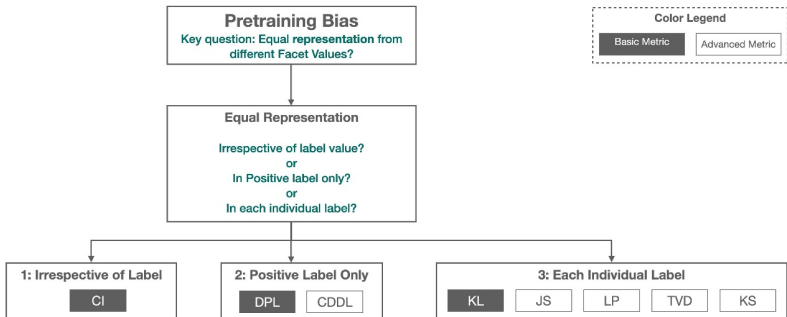 Pretraining Bias
Key question: Equal representation from
different Facet Values?
Color Legend
Basic Metric
Advanced Metric
Equal Representation
Irrespective of label value?
or
In Positive label only?
or
In each individual label?
1: Irrespective of Label
CI
2: Positive Label Only
DPL
CDDL
3: Each Individual Label
KL
JS
LP
TVD
KS